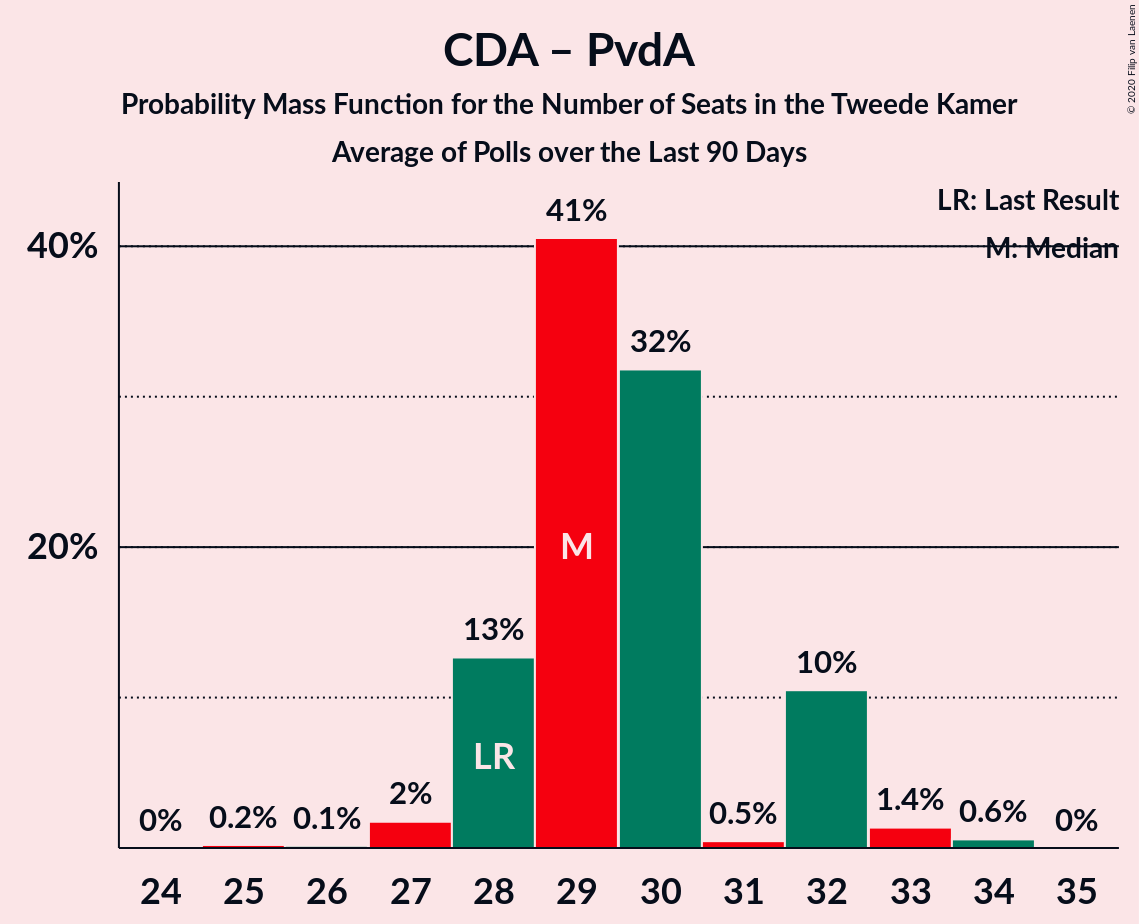 CDA – PvdA
Probability Mass Function for the Number of Seats in the Tweede Kamer
Average of Polls over the Last 90 Days
© 2020 Filip van Laenen
LR: Last Result
M: Median
40%
20%
0%
0.2%
0.1%
2%
13%
41%
32%
0.5%
10%
1.4%
0.6%
0%
LR
M
24 25 26 27 28 29 30 31 32 33 34 35